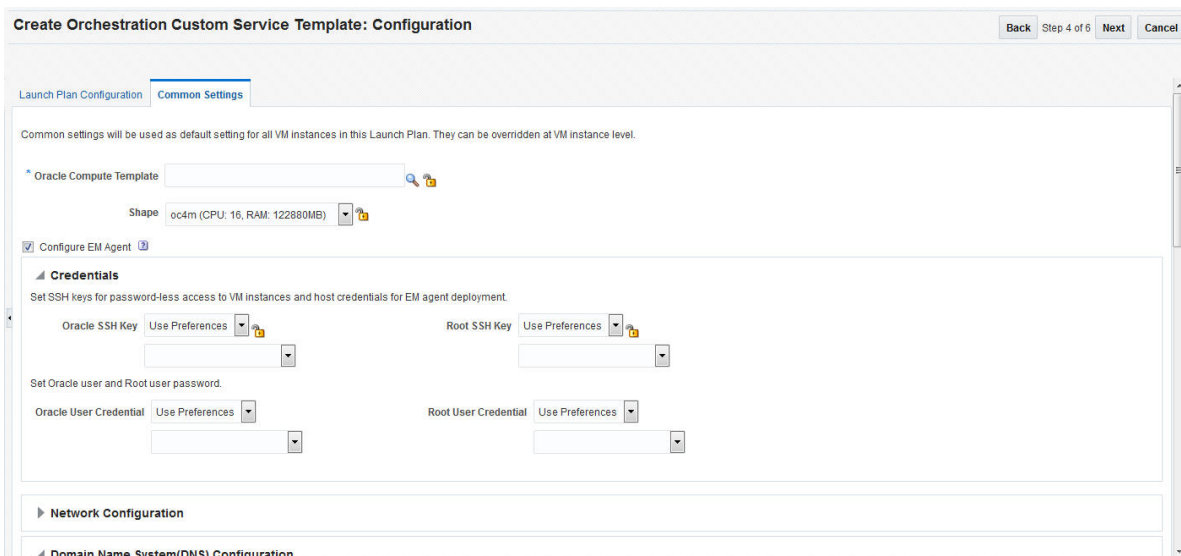 Create Orchestration Custom Service Template: Configuration
Back Step 4 of 6 Next Cancel
Launch Plan Configuration Common Settings
Common settings will be used as default setting for all VM instances in this Launch Plan. They can be overridden at VM instance level.
* Oracle Compute Template
Shape oc4m (CPU: 16, RAM: 122880MB)
Configure EM Agent ?
Credentials
Set SSH keys for password-less access to VM instances and host credentials for EM agent deployment.
Oracle SSH Key Use Preferences Root SSH Key Use Preferences
Set Oracle user and Root user password.
Oracle User Credential Use Preferences Root User Credential Use Preferences
Network Configuration
Domain Name System(DNS) Configuration